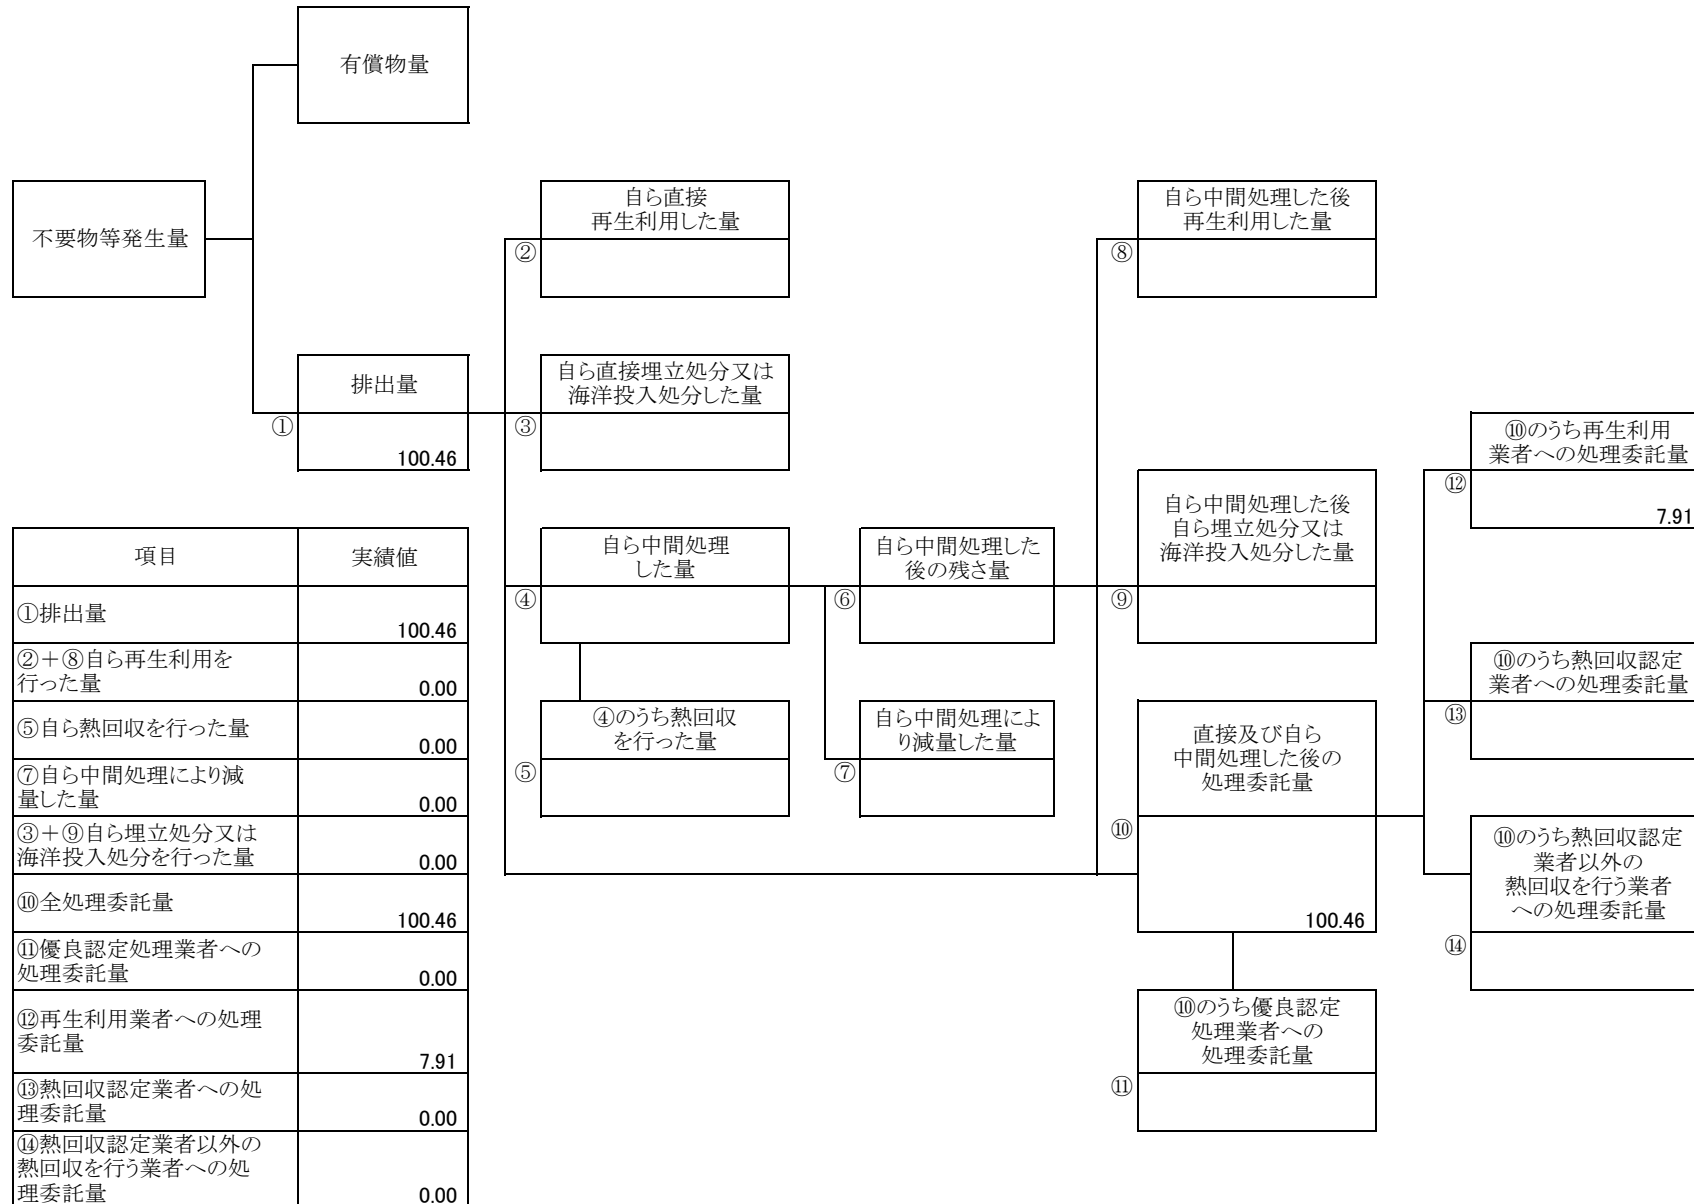 有償物量
不要物等発生量
自ら直接
再生利用した量
②
自ら中間処理した後
再生利用した量
⑧
排出量
①
100.46
自ら直接埋立処分又は
海洋投入処分した量
③
⑩のうち再生利用
業者への処理委託量
⑫
7.91
自ら中間処理
した量
④
自ら中間処理した
後の残さ量
⑥
自ら中間処理した後
自ら埋立処分又は
海洋投入処分した量
⑨
⑩のうち熱回収認定
業者への処理委託量
⑬
④のうち熱回収
を行った量
⑤
自ら中間処理によ
り減量した量
⑦
直接及び自ら
中間処理した後の
処理委託量
⑩
100.46
⑩のうち熱回収認定
業者以外の
熱回収を行う業者
への処理委託量
⑭
⑩のうち優良認定
処理業者への
処理委託量
⑪
項目
実績値
①排出量
100.46
②+⑧自ら再生利用を
行った量
0.00
⑤自ら熱回収を行った量
0.00
⑦自ら中間処理により減
量した量
0.00
③+⑨自ら埋立処分又は
海洋投入処分を行った量
0.00
⑩全処理委託量
100.46
⑪優良認定処理業者への
処理委託量
0.00
⑫再生利用業者への処理
委託量
7.91
⑬熱回収認定業者への処
理委託量
0.00
⑭熱回収認定業者以外の
熱回収を行う業者への処
理委託量
0.00